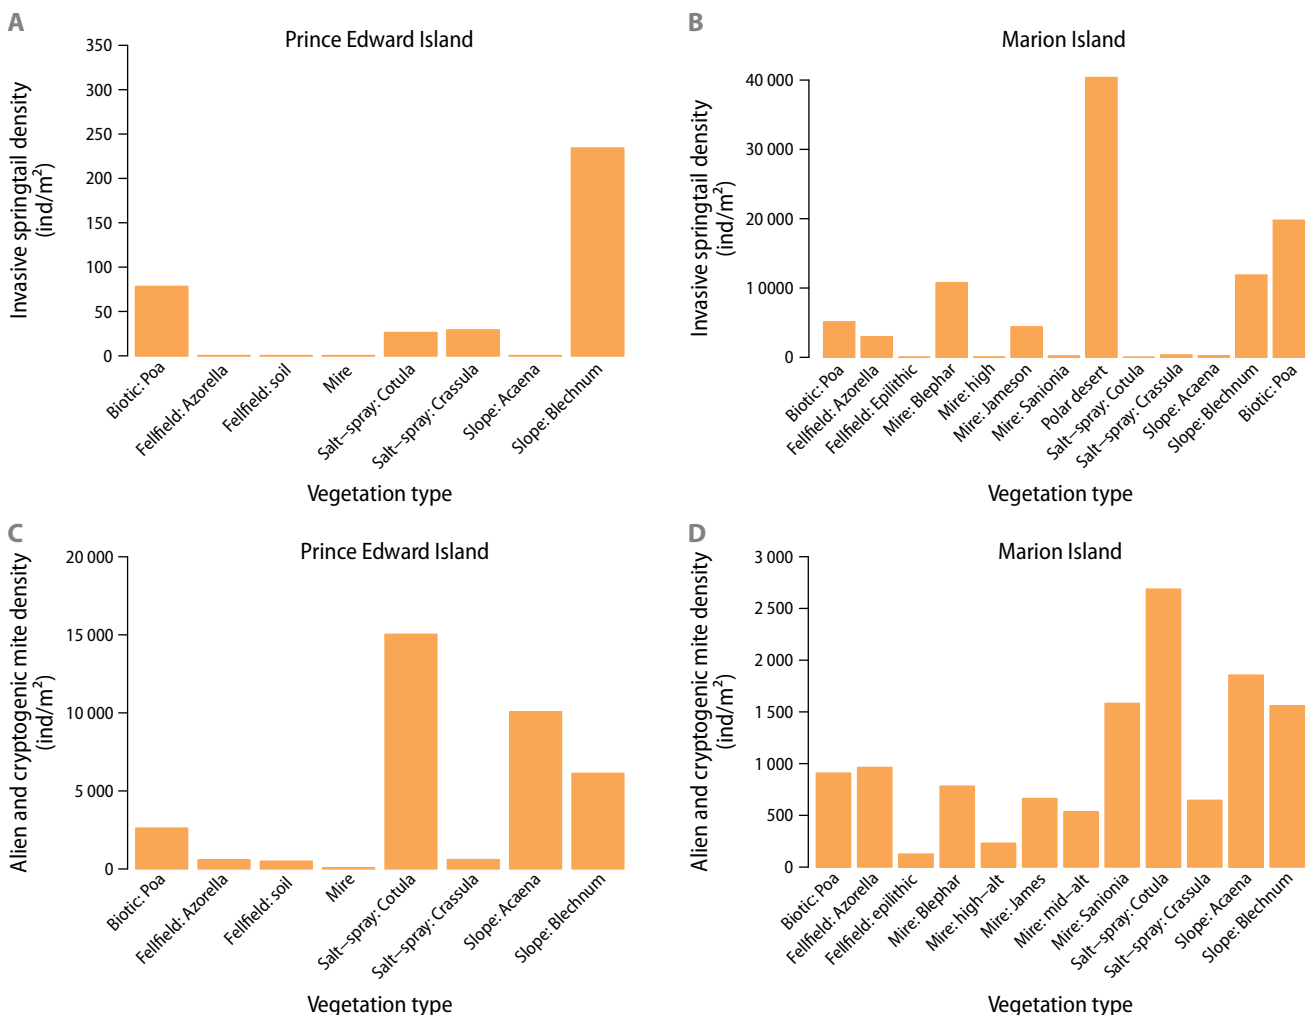 A
Prince Edward Island
Invasive springtail density
(ind/m²)
350
300
250
200
150
100
50
0
Biotic: Poa
Fellfield: Azorella
Fellfield: soil
Mire
Salt–spray: Cotula
Salt–spray: Crassula
Slope: Acaena
Slope: Blechnum
Vegetation type
B
Marion Island
Invasive springtail density
(ind/m²)
40 000
30 000
20 000
1 0000
0
Biotic: Poa
Fellfield: Azorella
Fellfield: Epilithic
Mire: Blephar
Mire: high
Mire: Jameson
Mire: Sanionia
Polar desert
Salt–spray: Cotula
Salt–spray: Crassula
Slope: Acaena
Slope: Blechnum
Biotic: Poa
Vegetation type
C
Prince Edward Island
Alien and cryptogenic mite density
(ind/m²)
20 000
15 000
10 000
5 000
0
Biotic: Poa
Fellfield: Azorella
Fellfield: soil
Mire
Salt–spray: Cotula
Salt–spray: Crassula
Slope: Acaena
Slope: Blechnum
Vegetation type
D
Marion Island
Alien and cryptogenic mite density
(ind/m²)
3 000
2 500
2 000
1 500
1 000
500
0
Biotic: Poa
Fellfield: Azorella
Fellfield: epilithic
Mire: Blephar
Mire: high–alt
Mire: James
Mire: mid–alt
Mire: Sanionia
Salt–spray: Cotula
Salt–spray: Crassula
Slope: Acaena
Slope: Blechnum
Vegetation type